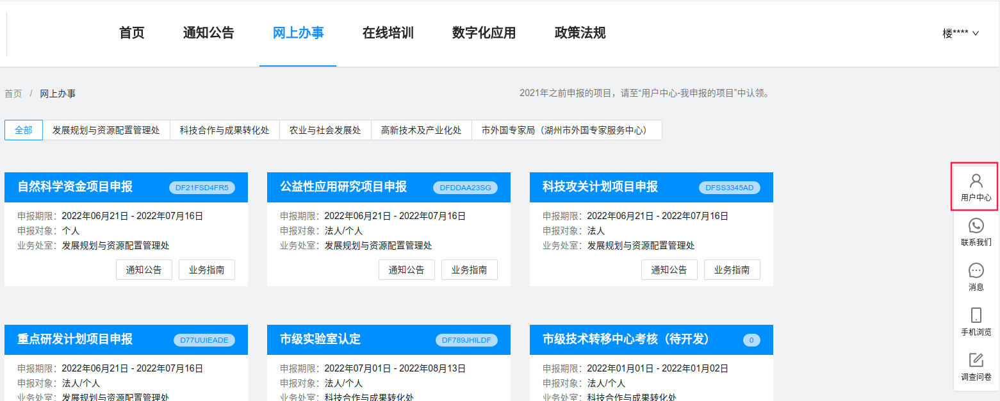 首页 通知公告 网上办事 在线培训 数字化应用 政策法规 楼****
首页 / 网上办事 2021年之前申报的项目，请至“用户中心-我申报的项目”中认领。
全部 发展规划与资源配置管理处 科技合作与成果转化处 农业与社会发展处 高新技术及产业化处 市外国专家局（湖州市外国专家服务中心）
自然科学资金项目申报 DF21FSD4FR5
申报期限：2022年06月21日 - 2022年07月16日
申报对象：个人
业务处室：发展规划与资源配置管理处
通知公告 业务指南
公益性应用研究项目申报 DFDDAA23SG
申报期限：2022年06月21日 - 2022年07月16日
申报对象：法人/个人
业务处室：发展规划与资源配置管理处
通知公告 业务指南
科技攻关计划项目申报 DFSS3345AD
申报期限：2022年06月21日 - 2022年07月16日
申报对象：法人
业务处室：发展规划与资源配置管理处
通知公告 业务指南
重点研发计划项目申报 D77UUIEADE
申报期限：2022年06月21日 - 2022年07月16日
申报对象：法人/个人
业务处室：发展规划与资源配置管理处
市级实验室认定 DF789JHILDF
申报期限：2022年07月01日 - 2022年08月13日
申报对象：法人/个人
业务处室：科技合作与成果转化处
市级技术转移中心考核（待开发） 0
申报期限：2022年01月01日 - 2022年01月02日
申报对象：法人/个人
业务处室：科技合作与成果转化处
用户中心
联系我们
消息
手机浏览
调查问卷